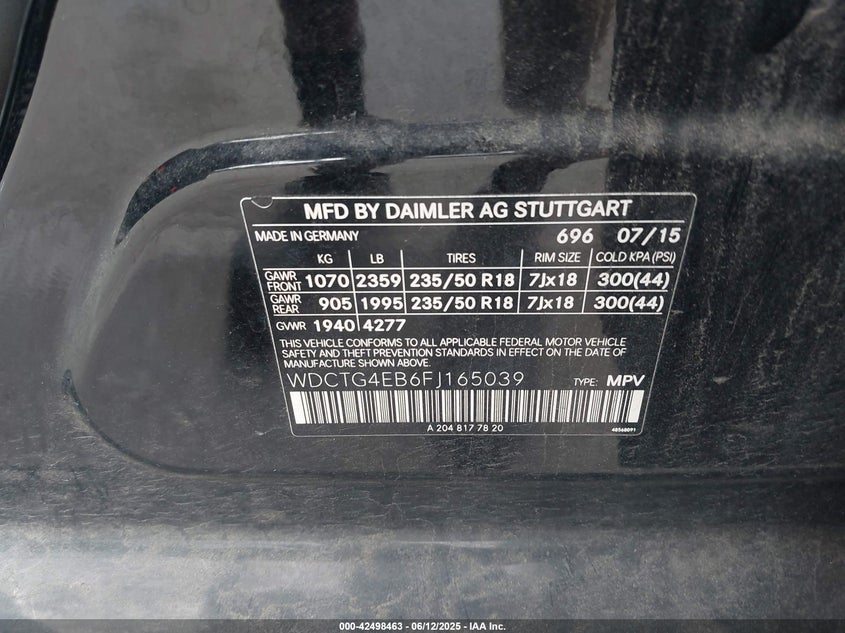 MFD BY DAIMLER AG STUTTGART
MADE IN GERMANY 696 07/15
KG LB TIRES RIM SIZE COLD KPA (PSI)
GAWR FRONT 1070 2359 235/50 R18 7Jx18 300(44)
GAWR REAR 905 1995 235/50 R18 7Jx18 300(44)
GVWR 1940 4277
THIS VEHICLE CONFORMS TO ALL APPLICABLE FEDERAL MOTOR VEHICLE
SAFETY AND THEFT PREVENTION STANDARDS IN EFFECT ON THE DATE OF
MANUFACTURE SHOWN ABOVE.
WDCTG4EB6FJ165039 TYPE: MPV
A 204 817 78 20
000-42498463 - 06/12/2025 - IAA Inc.